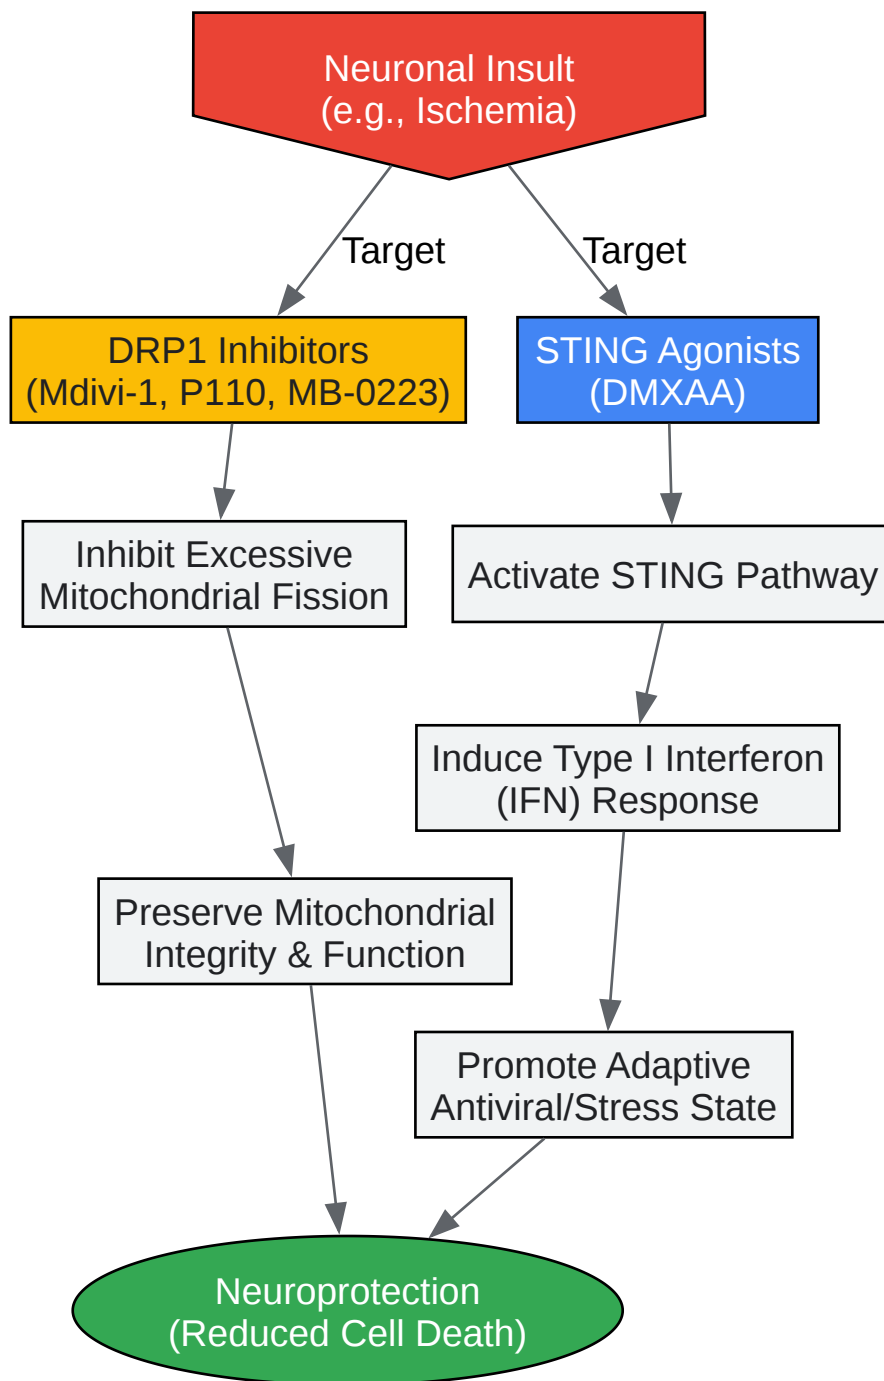 Neuronal Insult
(e.g., Ischemia)
Target
Target
DRP1 Inhibitors
(Mdivi-1, P110, MB-0223)
STING Agonists
(DMXAA)
Inhibit Excessive
Mitochondrial Fission
Activate STING Pathway
Induce Type I Interferon
(IFN) Response
Preserve Mitochondrial
Integrity & Function
Promote Adaptive
Antiviral/Stress State
Neuroprotection
(Reduced Cell Death)